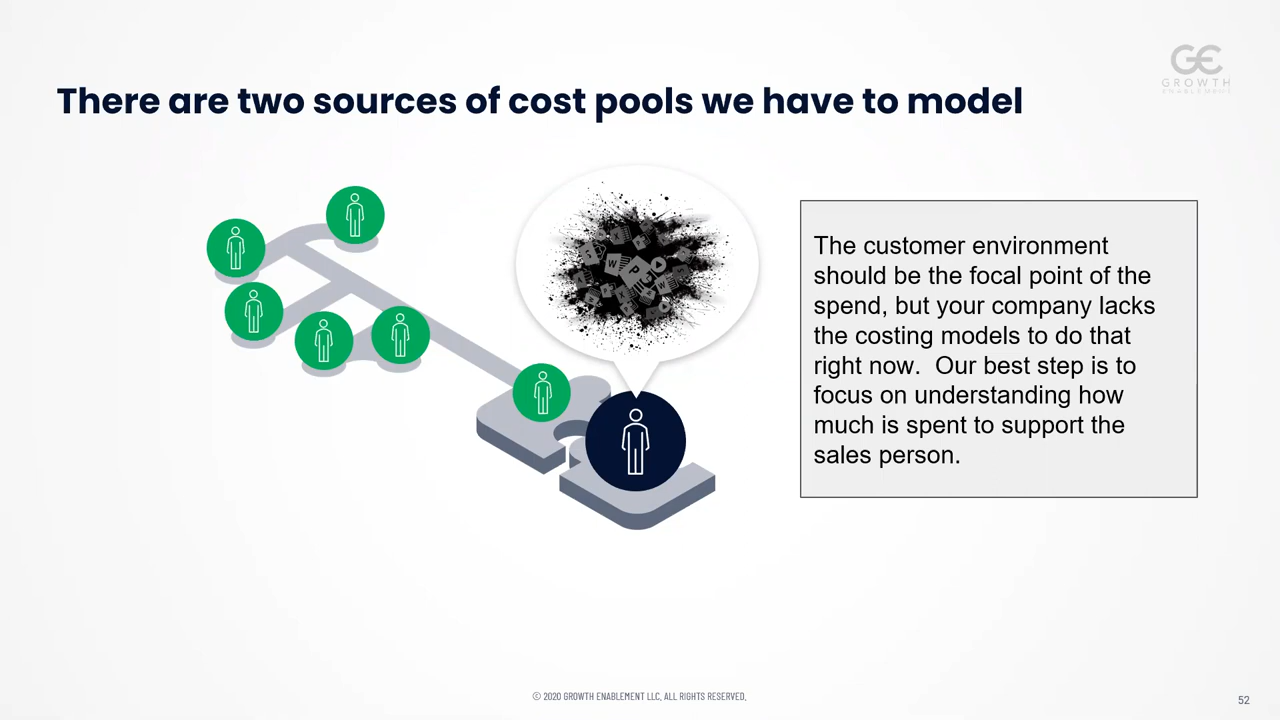 GE
GROWTH
ENABLEMENT
There are two sources of cost pools we have to model
W
P
W
The customer environment
should be the focal point of the
spend, but your company lacks
the costing models to do that
right now.  Our best step is to
focus on understanding how
much is spent to support the
sales person.
© 2020 GROWTH ENABLEMENT LLC, ALL RIGHTS RESERVED.
52